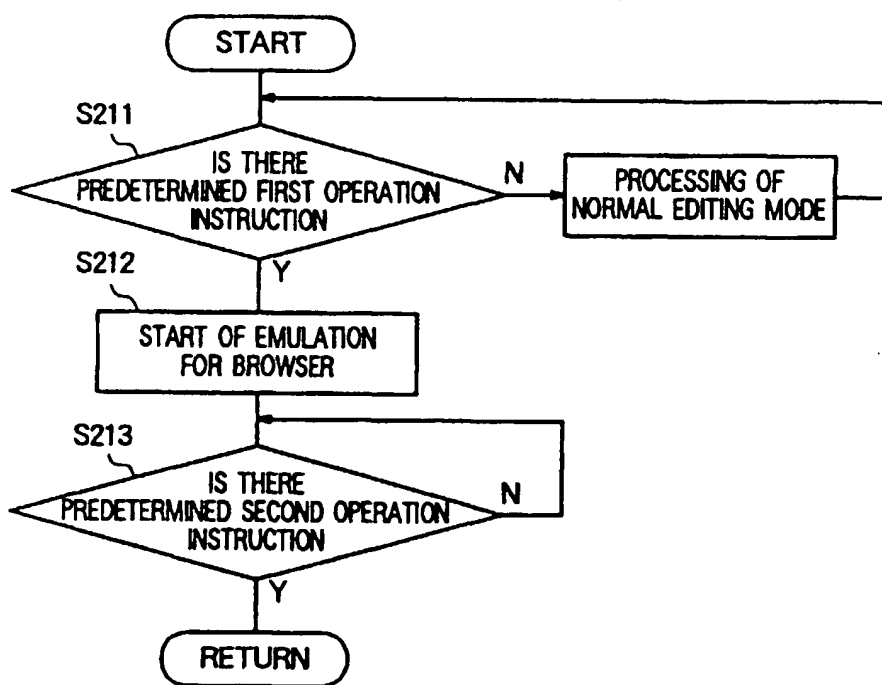 START
S211
IS THERE
PREDETERMINED FIRST OPERATION
INSTRUCTION
N
PROCESSING OF
NORMAL EDITING MODE
Y
S212
START OF EMULATION
FOR BROWSER
S213
IS THERE
PREDETERMINED SECOND OPERATION
INSTRUCTION
N
Y
RETURN